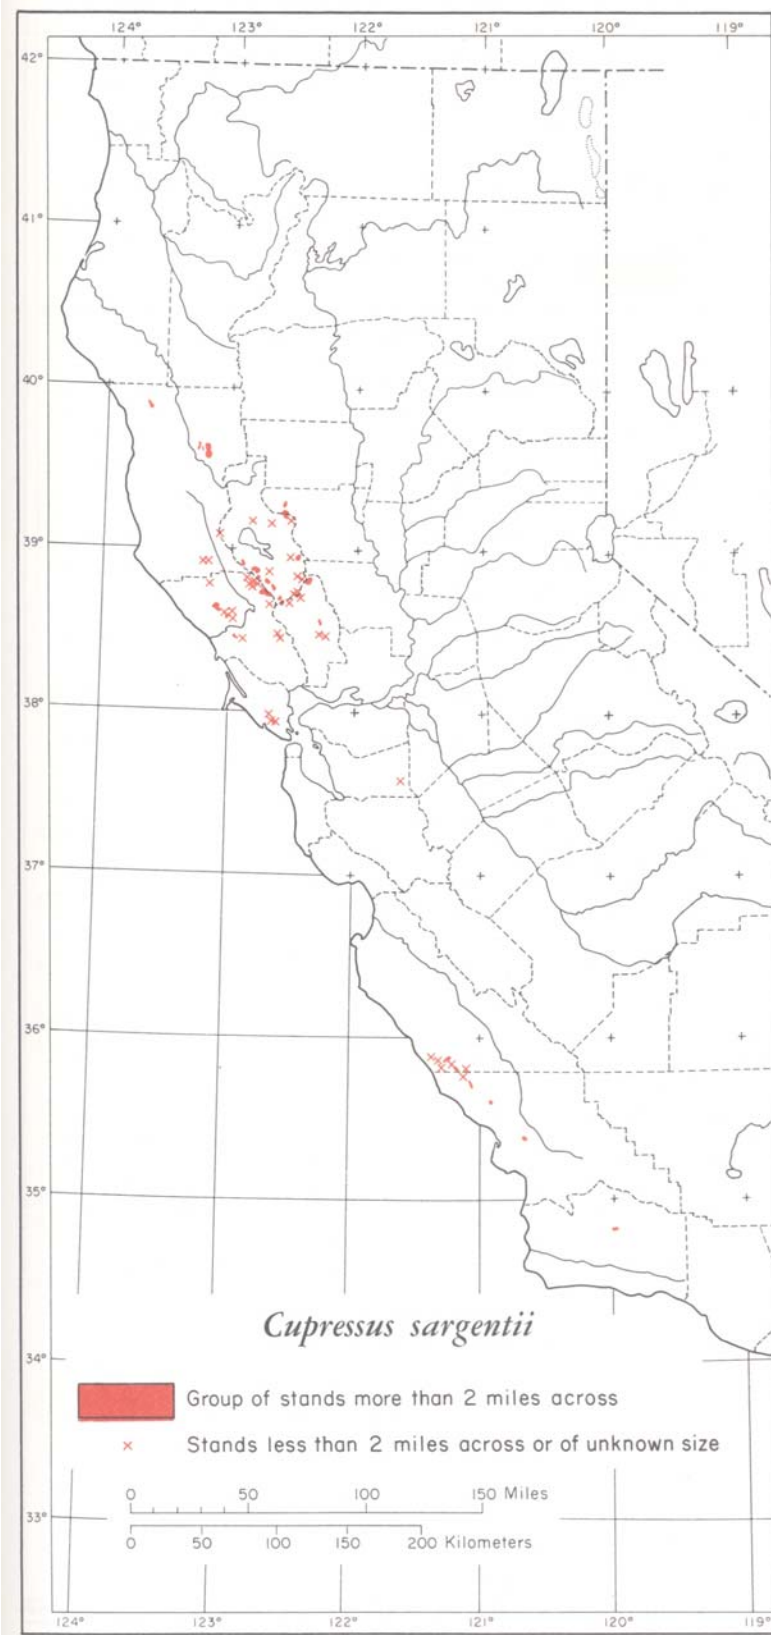 124° 123° 122° 121° 120° 119°
42°
41°
40°
39°
38°
37°
36°
35°
Cupressus sargentii
34°
Group of stands more than 2 miles across
Stands less than 2 miles across or of unknown size
0 50 100 150 Miles
33°
0 50 100 150 200 Kilometers
124° 123° 122° 121° 120° 119°